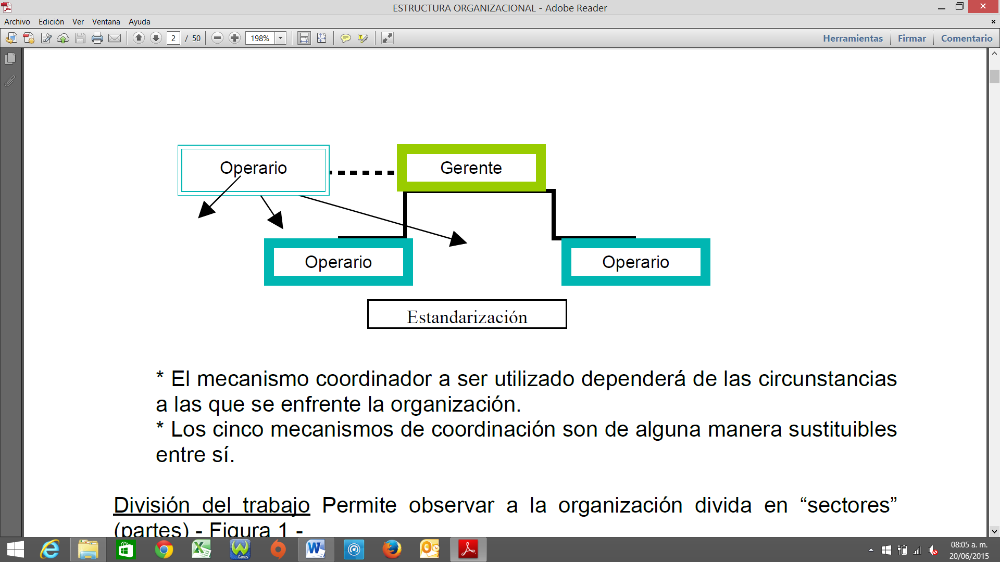 ESTRUCTURA ORGANIZACIONAL - Adobe Reader
Archivo Edición Ver Ventana Ayuda
2 / 50 198% Herramientas Firmar Comentario
Operario Gerente
Operario Operario
Estandarización
* El mecanismo coordinador a ser utilizado dependerá de las circunstancias
a las que se enfrente la organización.
* Los cinco mecanismos de coordinación son de alguna manera sustituibles
entre sí.
División del trabajo Permite observar a la organización divida en “sectores”
(partes) - Figura 1 -
Games
08:05 a. m.
20/06/2015